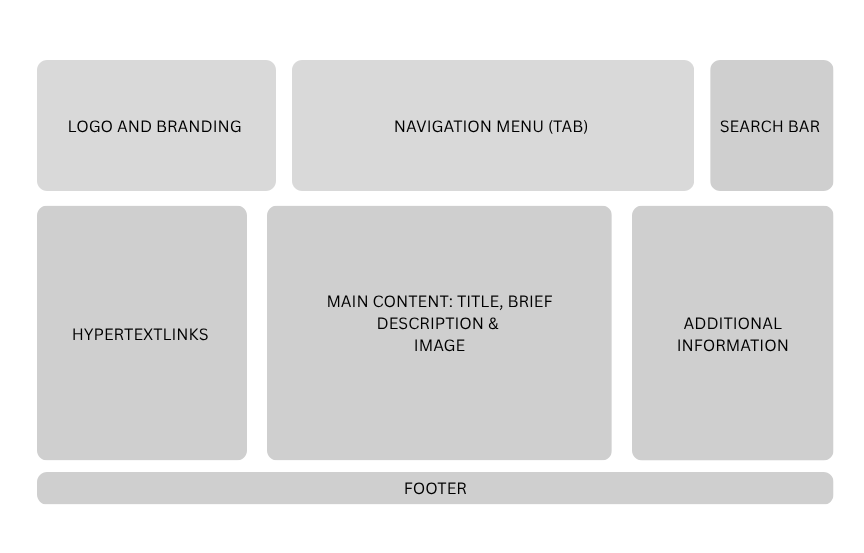 LOGO AND BRANDING
NAVIGATION MENU (TAB)
SEARCH BAR
HYPERTEXTLINKS
MAIN CONTENT: TITLE, BRIEF
DESCRIPTION &
IMAGE
ADDITIONAL
INFORMATION
FOOTER